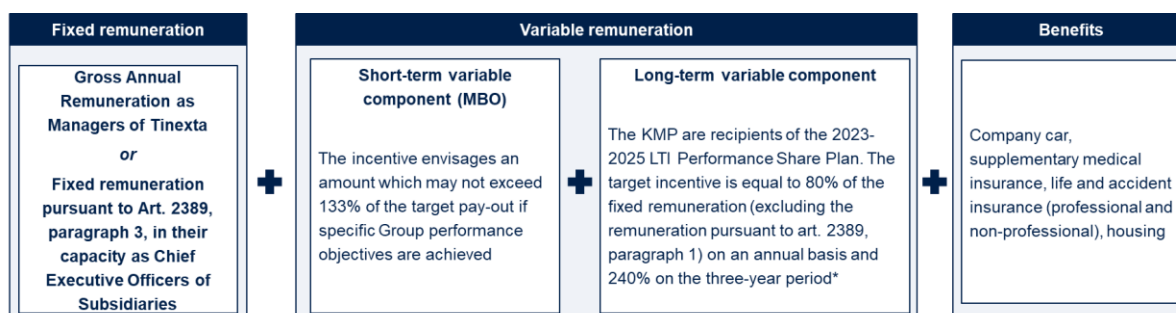 Fixed remuneration
Gross Annual
Remuneration as
Managers of Tinexta
or
Fixed remuneration
pursuant to Art. 2389,
paragraph 3, in their
capacity as Chief
Executive Officers of
Subsidiaries
Variable remuneration
Short-term variable
component (MBO)
The incentive envisages an
amount which may not exceed
133% of the target pay-out if
specific Group performance
objectives are achieved
Long-term variable component
The KMP are recipients of the 2023-
2025 LTI Performance Share Plan. The
target incentive is equal to 80% of the
fixed remuneration (excluding the
remuneration pursuant to art. 2389,
paragraph 1) on an annual basis and
240% on the three-year period*
Benefits
Company car,
supplementary medical
insurance, life and accident
insurance (professional and
non-professional), housing